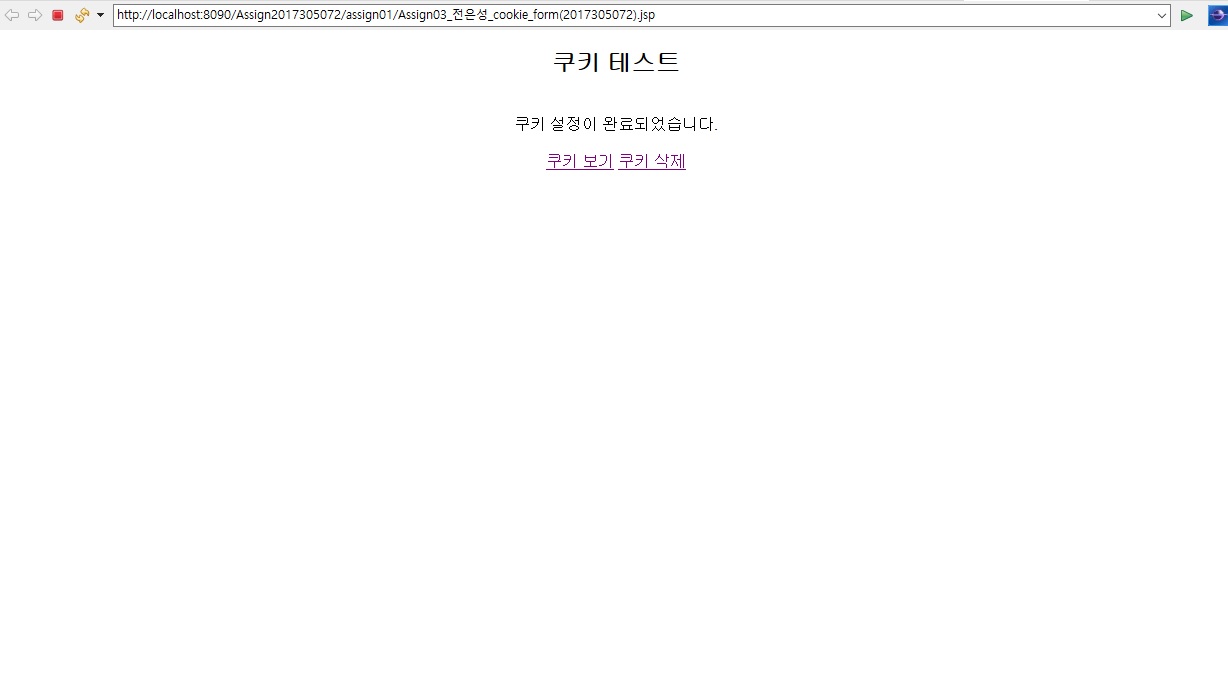 http://localhost:8090/Assign2017305072/assign01/Assign03_전은성_cookie_form(2017305072).jsp
쿠키 테스트
쿠키 설정이 완료되었습니다.
쿠키 보기 쿠키 삭제